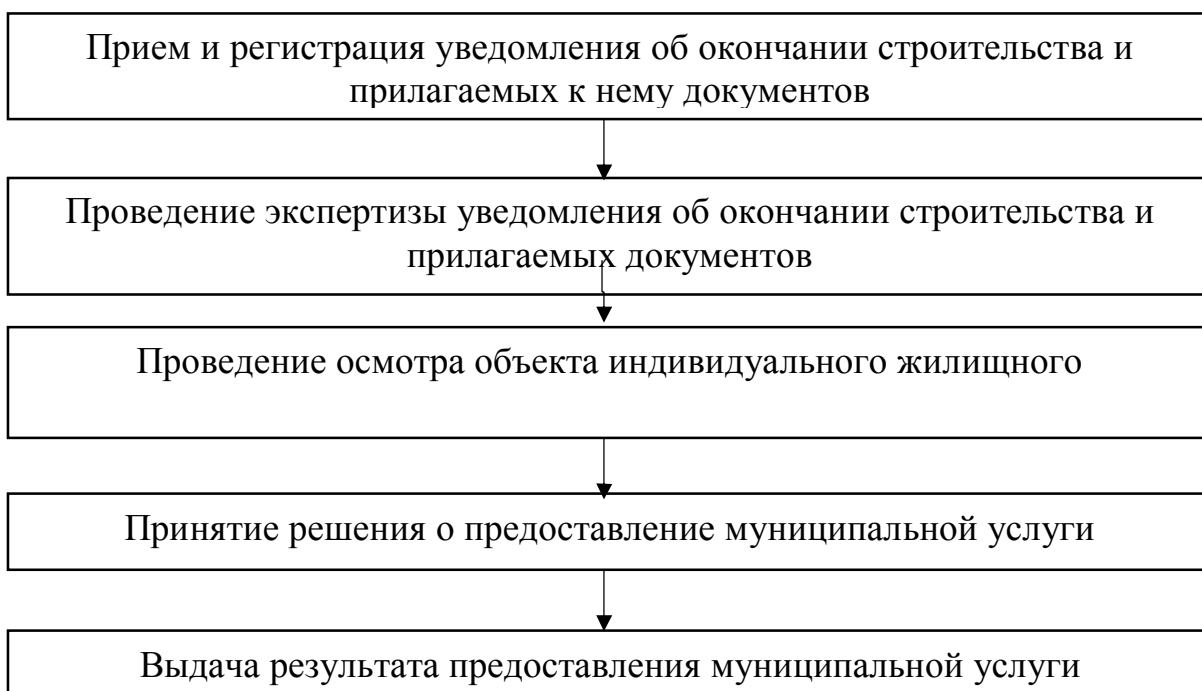 Прием и регистрация уведомления об окончании строительства и
прилагаемых к нему документов
Проведение экспертизы уведомления об окончании строительства и
прилагаемых документов
Проведение осмотра объекта индивидуального жилищного
Принятие решения о предоставление муниципальной услуги
Выдача результата предоставления муниципальной услуги